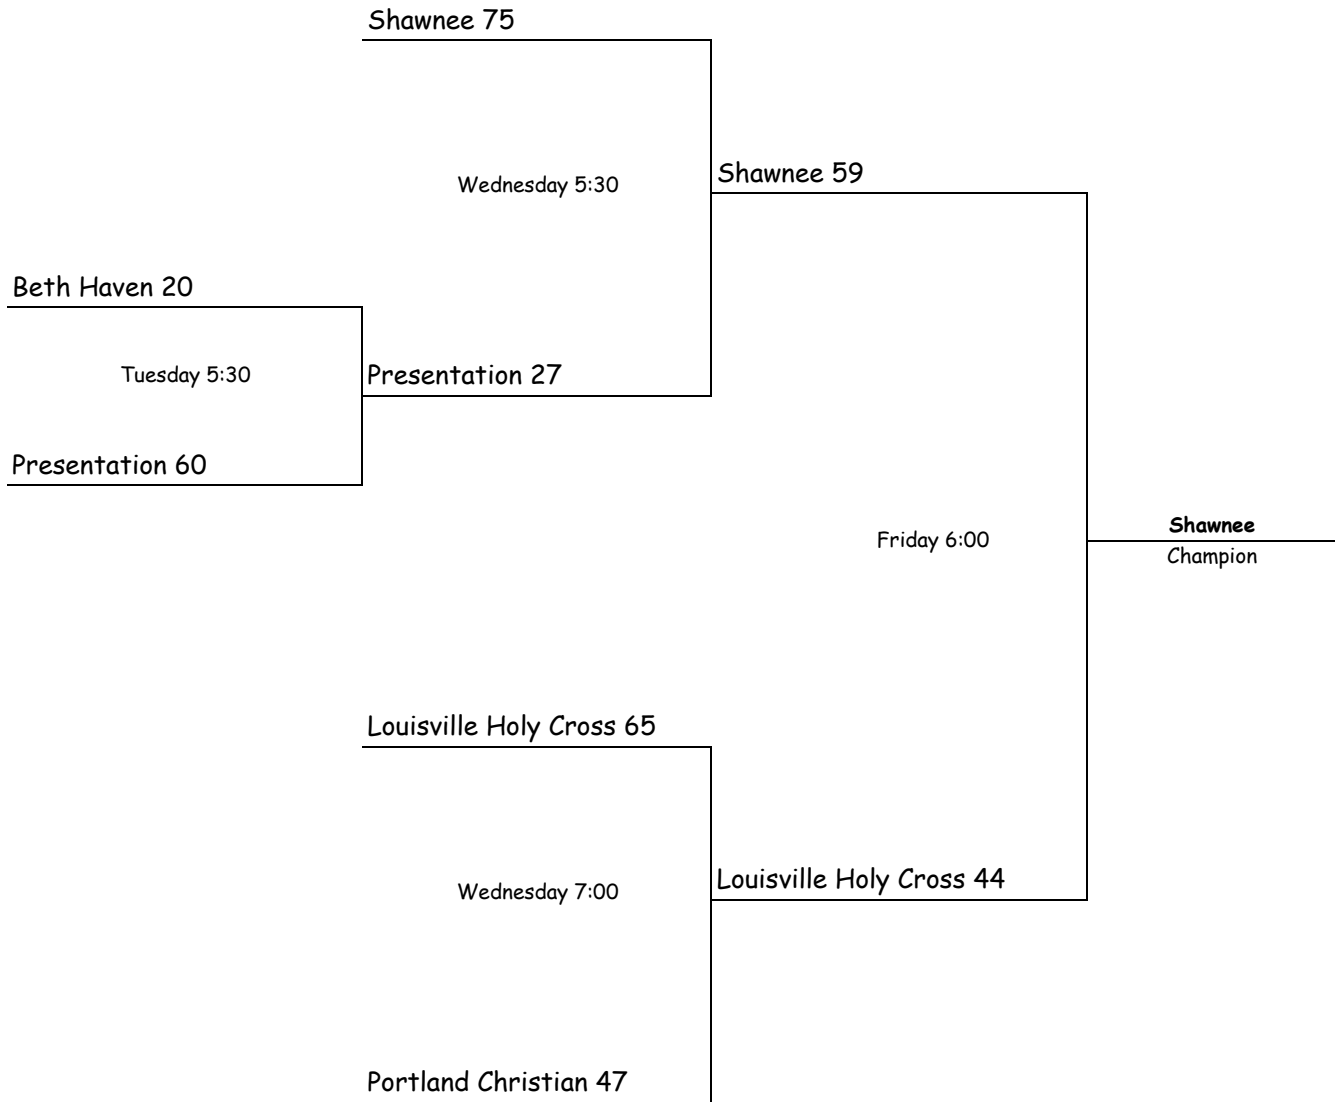 Shawnee 75
Wednesday 5:30
Shawnee 59
Beth Haven 20
Tuesday 5:30
Presentation 27
Presentation 60
Friday 6:00
Shawnee
Champion
Louisville Holy Cross 65
Wednesday 7:00
Louisville Holy Cross 44
Portland Christian 47